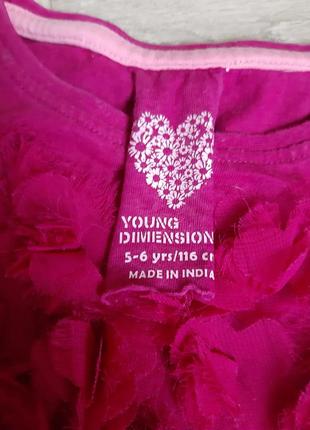 YOUNG
DIMENSION
5-6 yrs/116 c
MADE IN INDIA